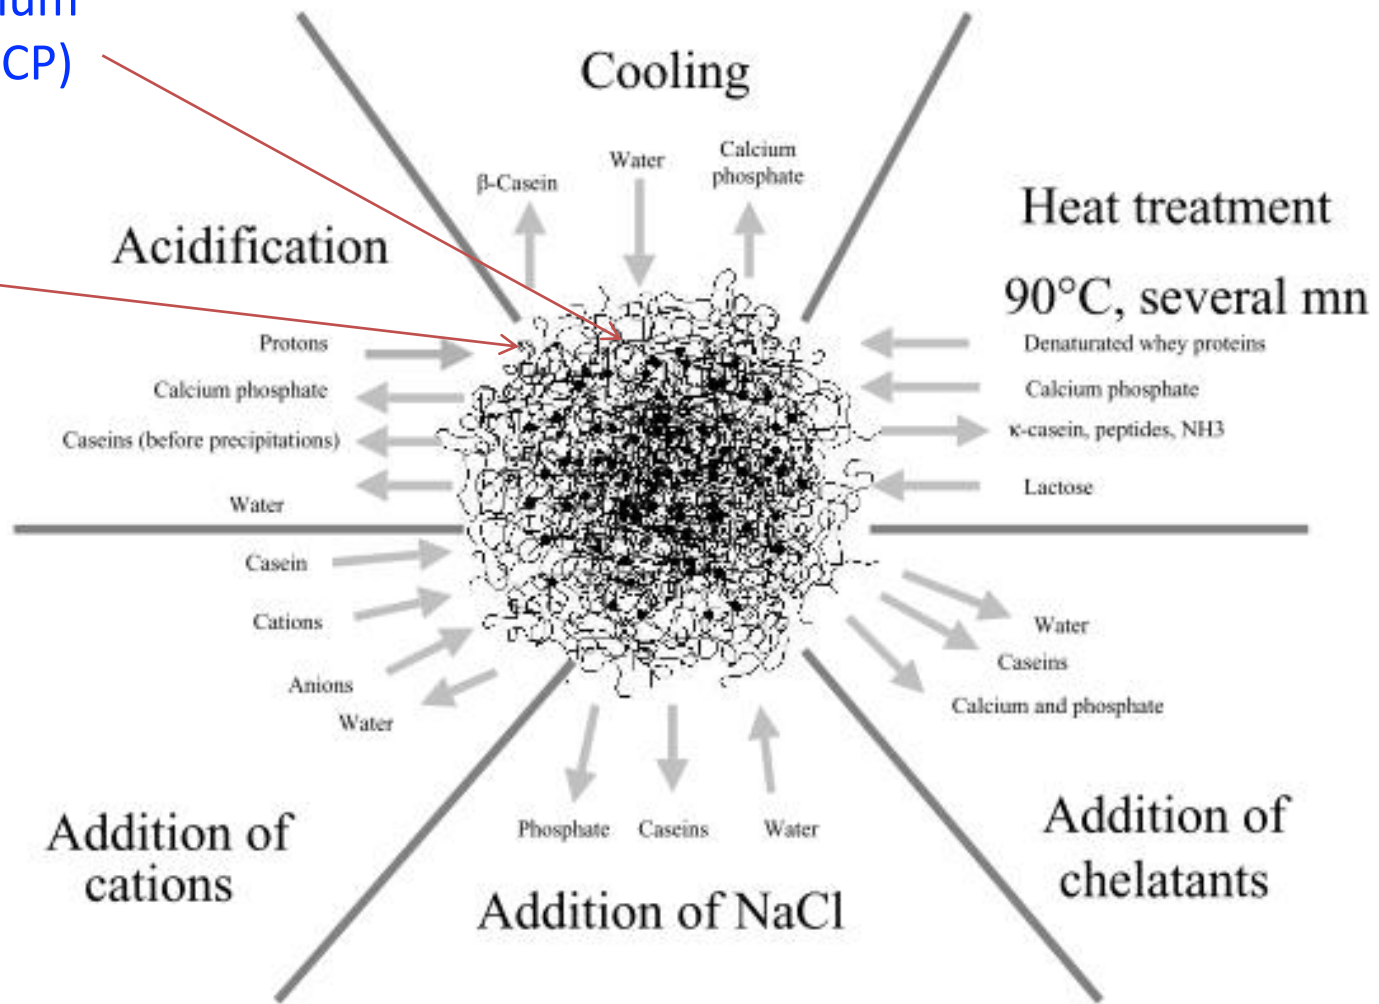 CP)
Cooling
β-Casein
Water
Calcium
phosphate
Heat treatment
90°C, several mn
Denaturated whey proteins
Calcium phosphate
κ-casein, peptides, NH3
Lactose
Acidification
Protons
Calcium phosphate
Caseins (before precipitations)
Water
Casein
Cations
Anions
Water
Addition of
cations
Phosphate
Caseins
Water
Addition of NaCl
Water
Caseins
Calcium and phosphate
Addition of
chelatants